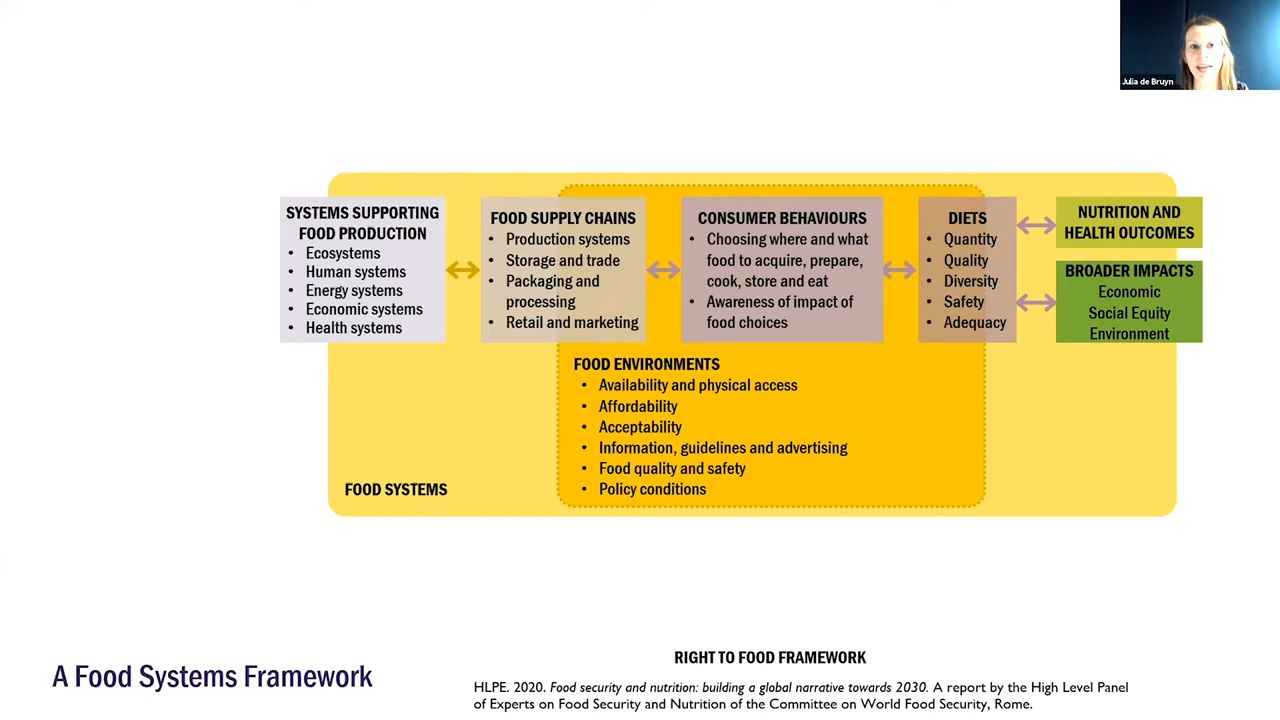 Julia de Bruyn
SYSTEMS SUPPORTING
FOOD PRODUCTION
• Ecosystems
• Human systems
• Energy systems
• Economic systems
• Health systems
FOOD SUPPLY CHAINS
• Production systems
• Storage and trade
• Packaging and
processing
• Retail and marketing
CONSUMER BEHAVIOURS
• Choosing where and what
food to acquire, prepare,
cook, store and eat
• Awareness of impact of
food choices
DIETS
• Quantity
• Quality
• Diversity
• Safety
• Adequacy
NUTRITION AND
HEALTH OUTCOMES
BROADER IMPACTS
Economic
Social Equity
Environment
FOOD ENVIRONMENTS
• Availability and physical access
• Affordability
• Acceptability
• Information, guidelines and advertising
• Food quality and safety
• Policy conditions
FOOD SYSTEMS
A Food Systems Framework
RIGHT TO FOOD FRAMEWORK
HLPE. 2020. Food security and nutrition: building a global narrative towards 2030. A report by the High Level Panel
of Experts on Food Security and Nutrition of the Committee on World Food Security, Rome.